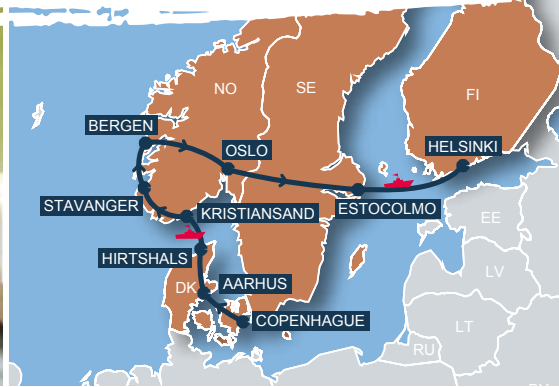 NO
SE
FI
BERGEN
OSLO
HELSINKI
STAVANGER
KRISTIANSAND
ESTOCOLMO
EE
HIRTSHALS
LV
DK
AARHUS
COPENHAGUE
LT
RU